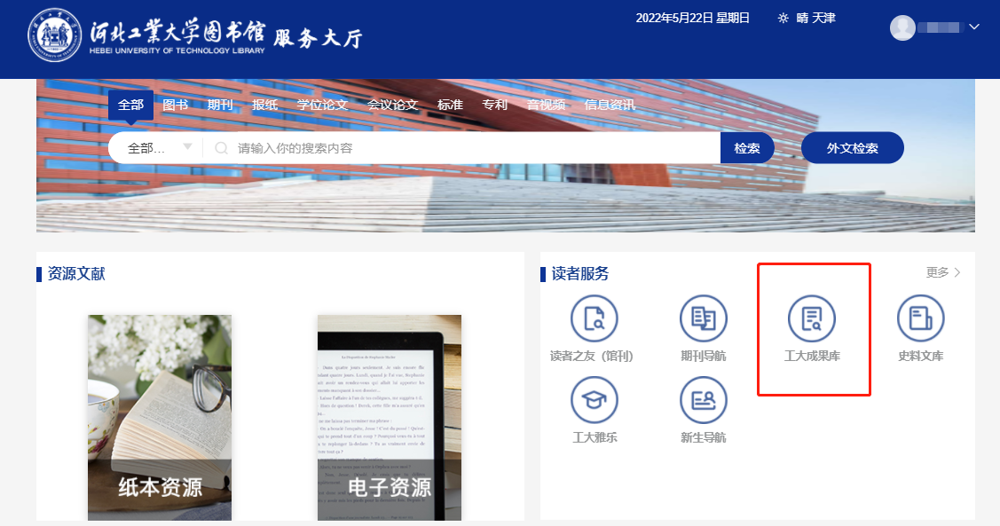 河北工业大学图书馆 服务大厅
HEBEI UNIVERSITY OF TECHNOLOGY LIBRARY
2022年5月22日 星期日 晴 天津
全部 图书 期刊 报纸 学位论文 会议论文 标准 专利 音视频 信息资讯
全部... 请输入你的搜索内容 检索 外文检索
资源文献
纸本资源 电子资源
读者服务 更多
读者之友（馆刊） 期刊导航 工大成果库 史料文库
工大雅乐 新生导航